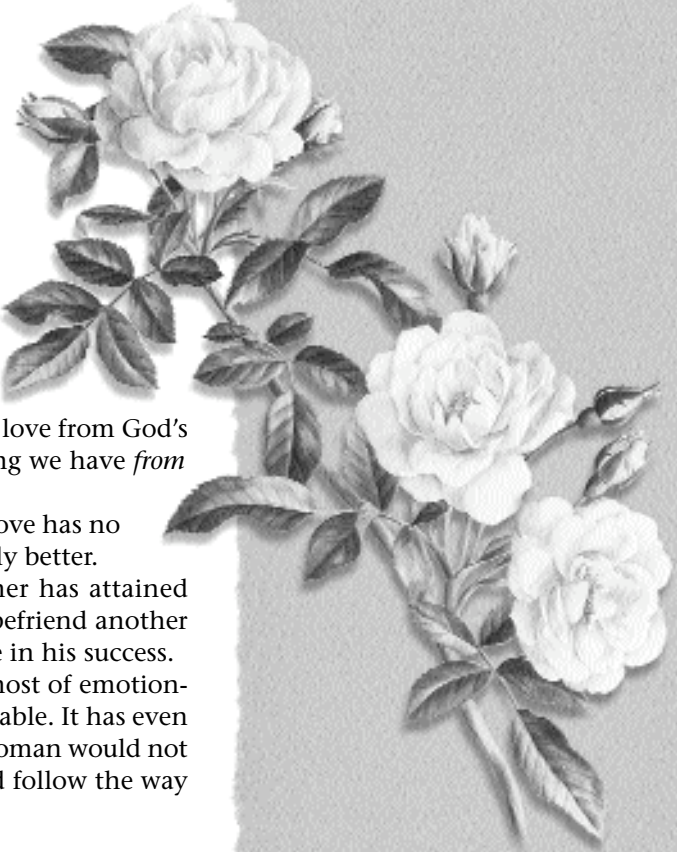 love from God's
ng we have from
ove has no
ly better.
her has attained
befriend another
e in his success.
nost of emotion-
able. It has even
oman would not
d follow the way